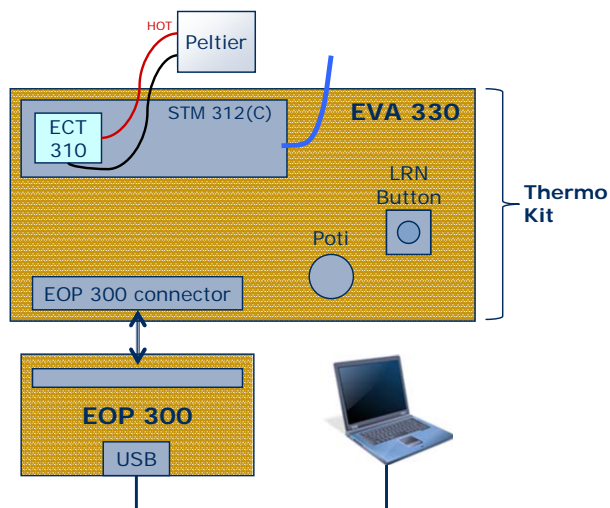 HOT
Peltier
STM 312(C)
EVA 330
ECT
310
LRN
Button
Thermo
Kit
Poti
EOP 300 connector
EOP 300
USB